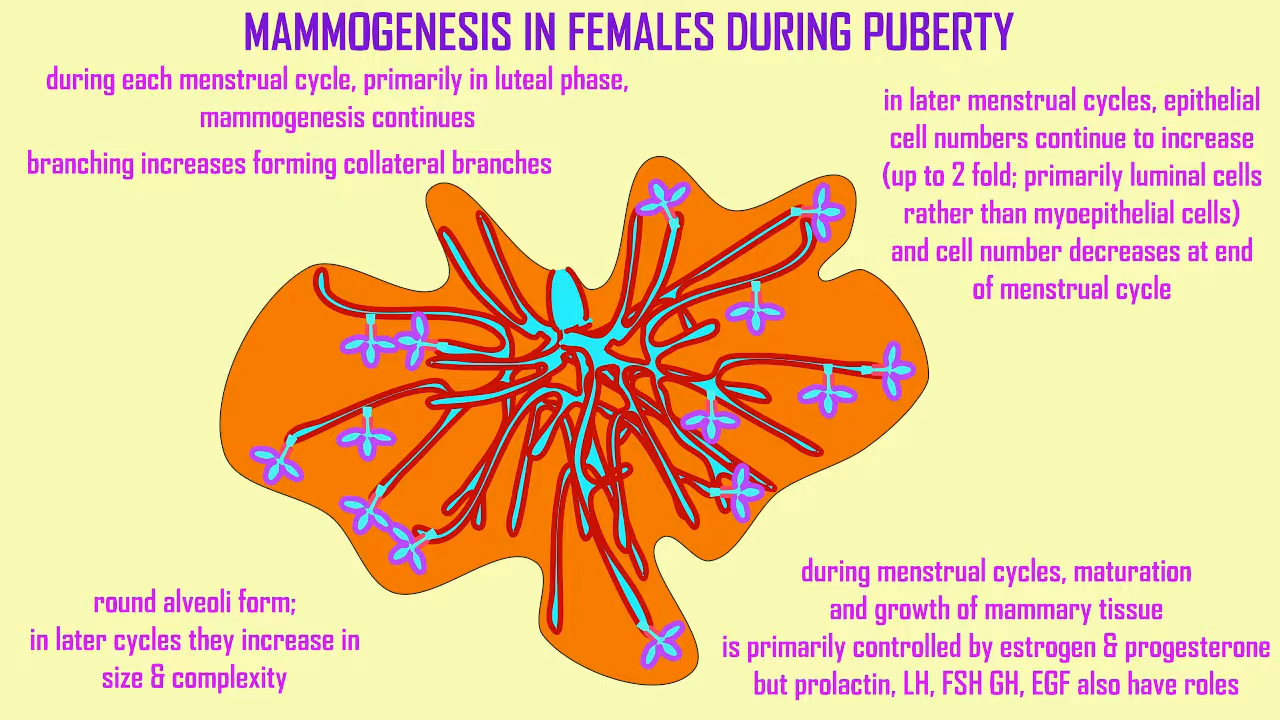 MAMMOGENESIS IN FEMALES DURING PUBERTY
during each menstrual cycle, primarily in luteal phase,
mammogenesis continues
branching increases forming collateral branches
in later menstrual cycles, epithelial
cell numbers continue to increase
(up to 2 fold; primarily luminal cells
rather than myoepithelial cells)
and cell number decreases at end
of menstrual cycle
round alveoli form;
in later cycles they increase in
size & complexity
during menstrual cycles, maturation
and growth of mammary tissue
is primarily controlled by estrogen & progesterone
but prolactin, LH, FSH GH, EGF also have roles